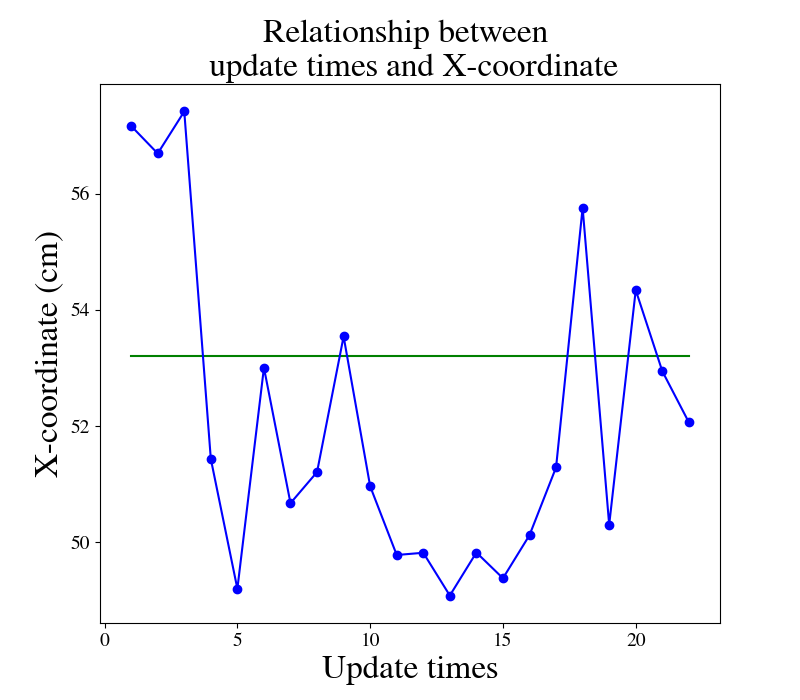 Relationship between
update times and X-coordinate
X-coordinate (cm)
56
54
52
50
0
5
10
15
20
Update times